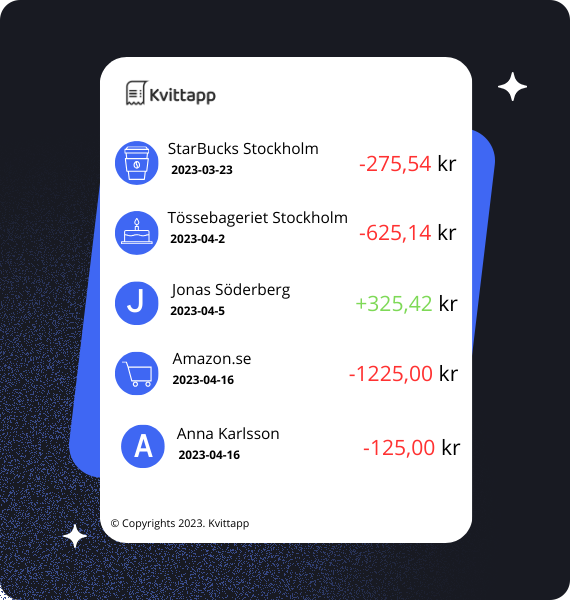 Kvittapp
StarBucks Stockholm
2023-03-23
-275,54 kr
Tössebageriet Stockholm
2023-04-2
-625,14 kr
J
Jonas Söderberg
2023-04-5
+325,42 kr
Amazon.se
2023-04-16
-1225,00 kr
A
Anna Karlsson
2023-04-16
-125,00 kr
© Copyrights 2023. Kvittapp